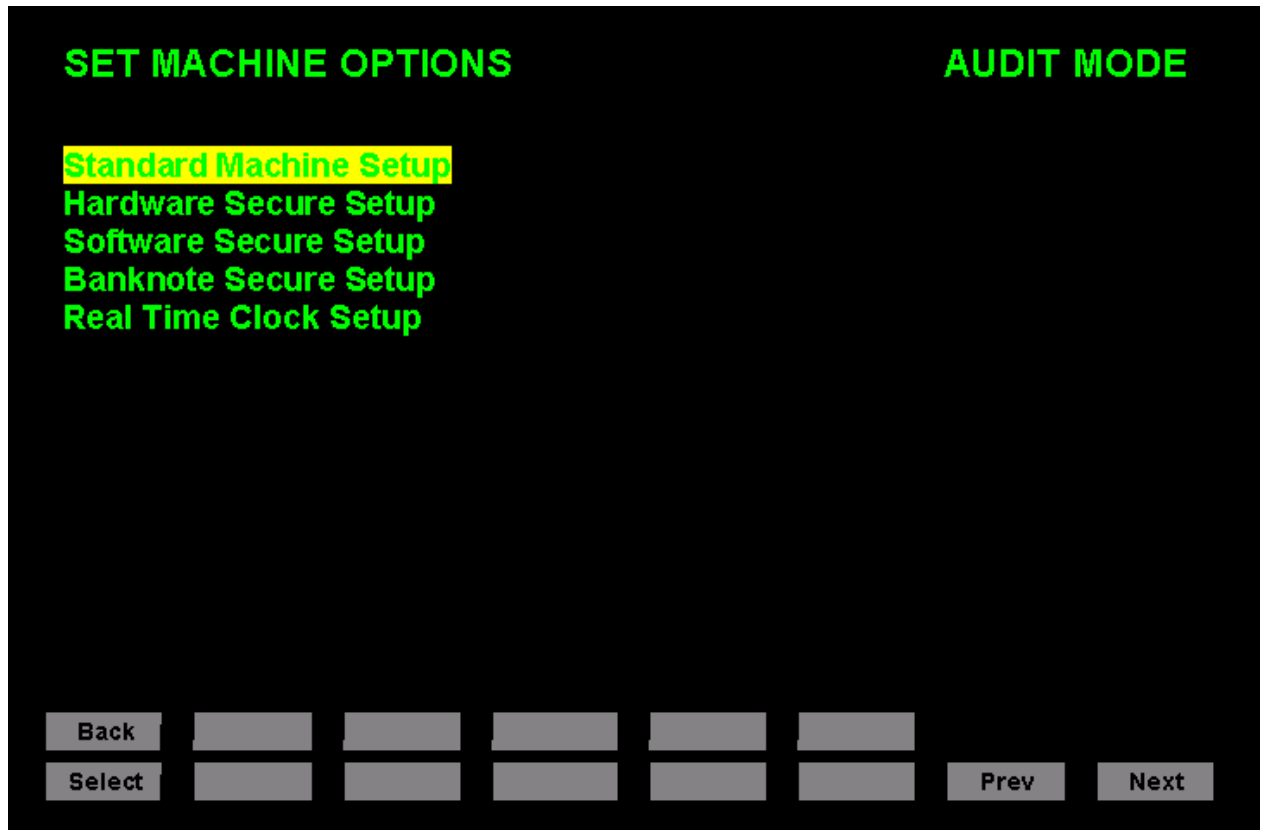 SET MACHINE OPTIONS AUDIT MODE
Standard Machine Setup
Hardware Secure Setup
Software Secure Setup
Banknote Secure Setup
Real Time Clock Setup
Back
Select Prev Next